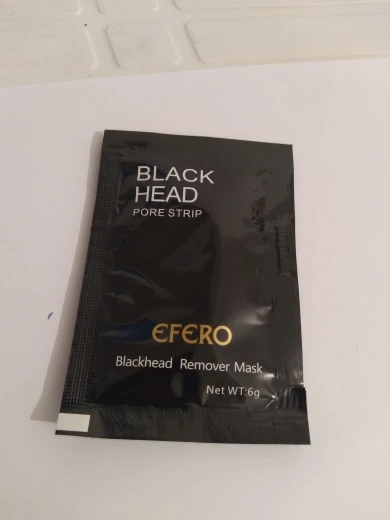 BLACK
HEAD
PORE STRIP
EFERO
Blackhead Remover Mask
Net WT:6g